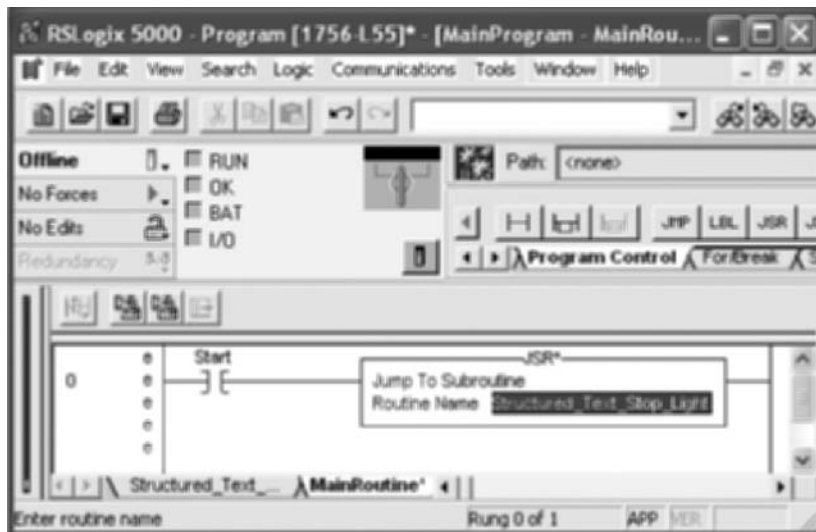 RSLogix 5000 - Program [1756-L55]* - [MainProgram - MainRou...
File Edit View Search Logic Communications Tools Window Help
Offline
RUN
Path: <none>
No Forces
OK
No Edits
BAT
JMP LBL JSR
Redundancy
I/O
Program Control For/Break
e
Start
JSR*
0
e
Jump To Subroutine
e
Routine Name Structured_Text_Stop_Light
e
e
Structured_Text_... MainRoutine*
Enter routine name
Rung 0 of 1
APP
VER